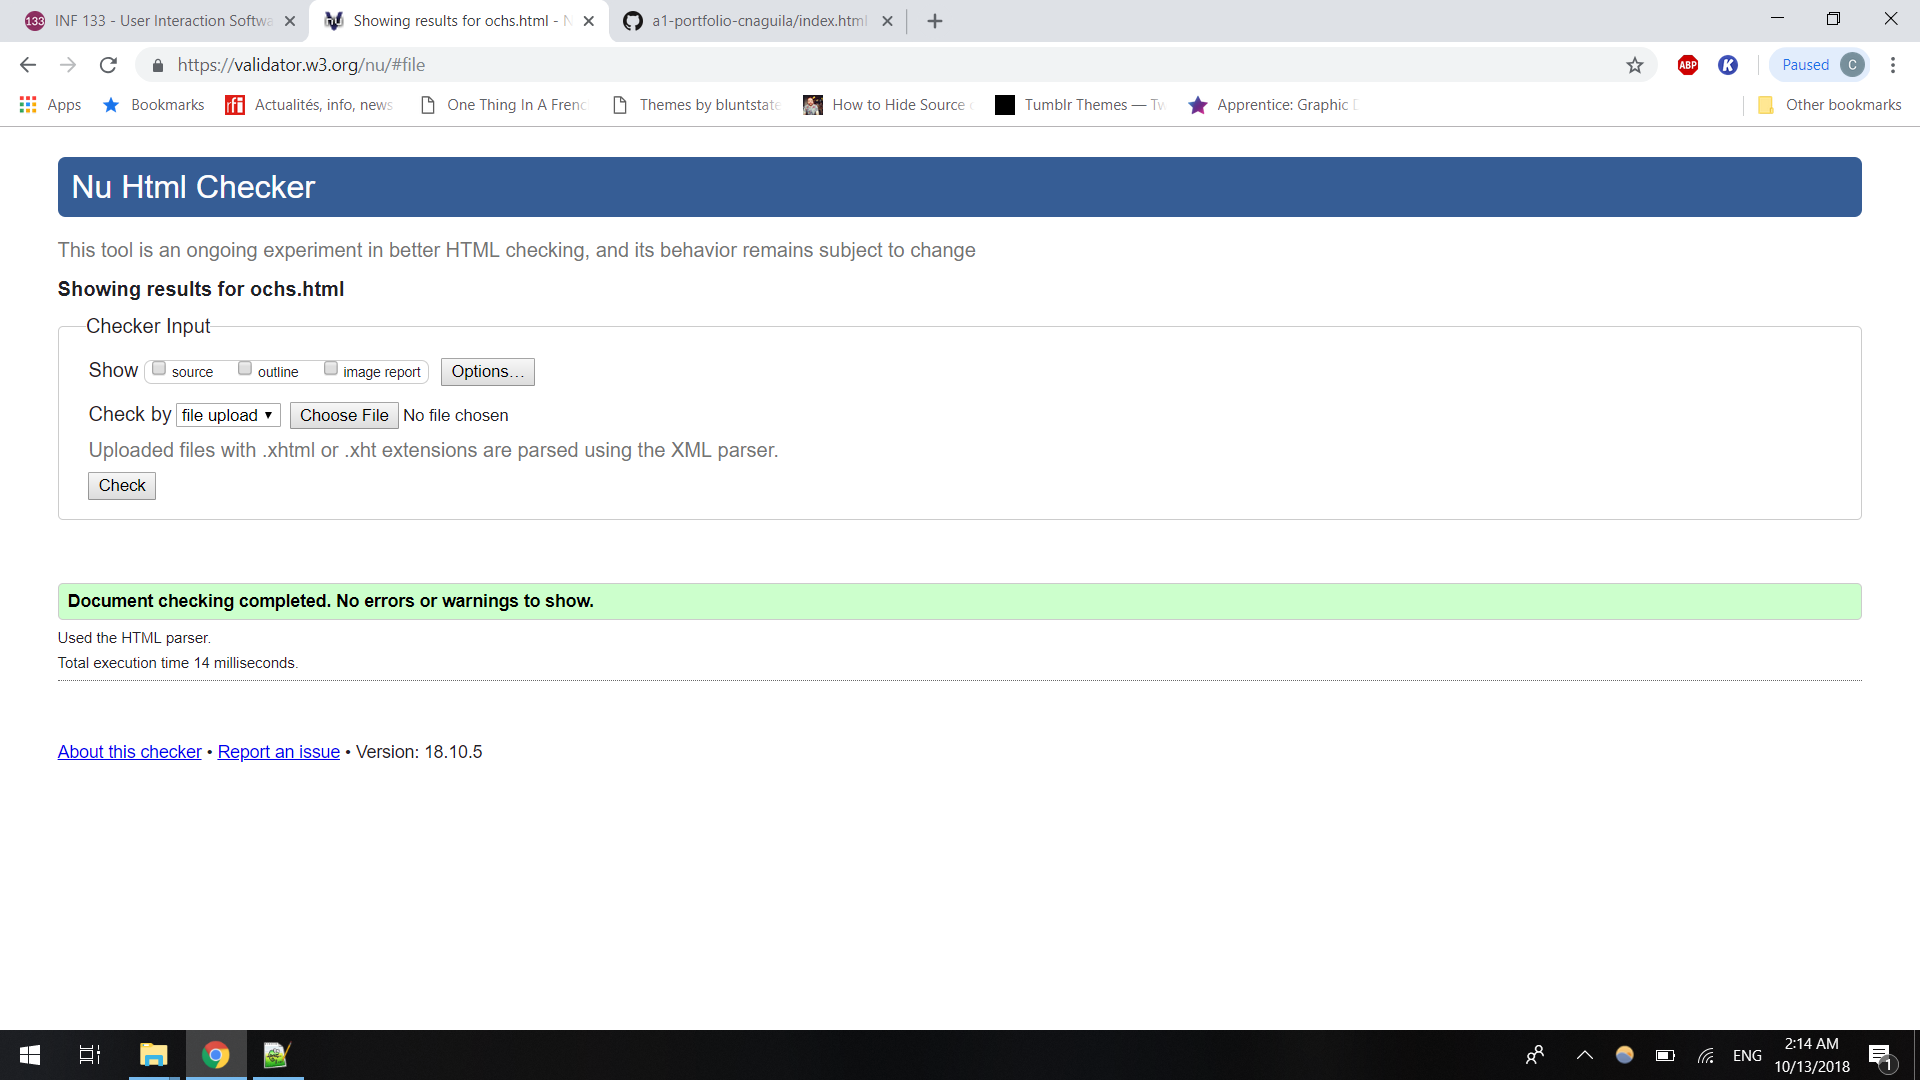 133 INF 133 - User Interaction Softwa
nu Showing results for ochs.html - N
a1-portfolio-cnaguila/index.html
https://validator.w3.org/nu/#file
ABP K Paused C
Apps Bookmarks rfi Actualités, info, news One Thing In A Frenc Themes by bluntstate How to Hide Source Tumblr Themes — Tw Apprentice: Graphic D Other bookmarks
Nu Html Checker
This tool is an ongoing experiment in better HTML checking, and its behavior remains subject to change
Showing results for ochs.html
Checker Input
Show source outline image report Options...
Check by file upload Choose File No file chosen
Uploaded files with .xhtml or .xht extensions are parsed using the XML parser.
Check
Document checking completed. No errors or warnings to show.
Used the HTML parser.
Total execution time 14 milliseconds.
About this checker • Report an issue • Version: 18.10.5
ENG
2:14 AM
10/13/2018
1